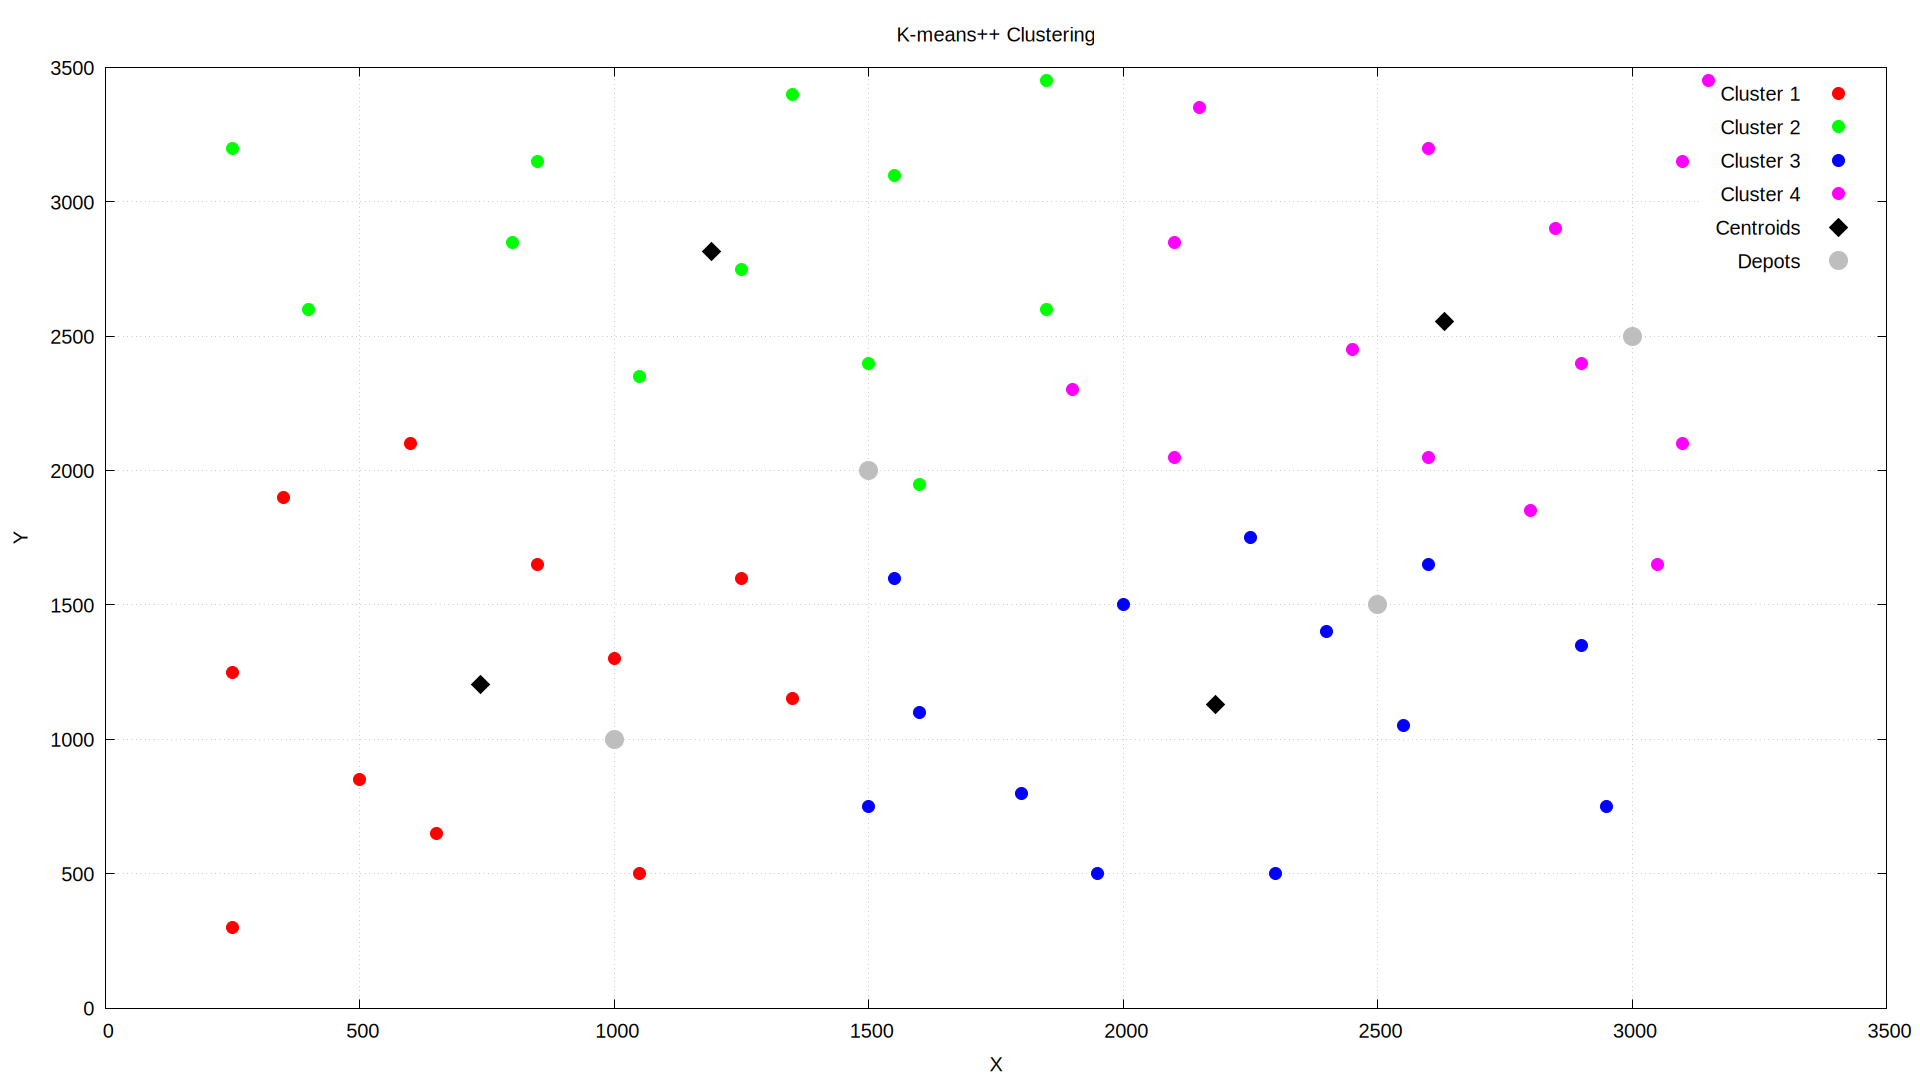 K-means++ Clustering
3500
3000
2500
2000
1500
1000
500
0
Y
Cluster 1
Cluster 2
Cluster 3
Cluster 4
Centroids
Depots
0 500 1000 1500 2000 2500 3000 3500
X